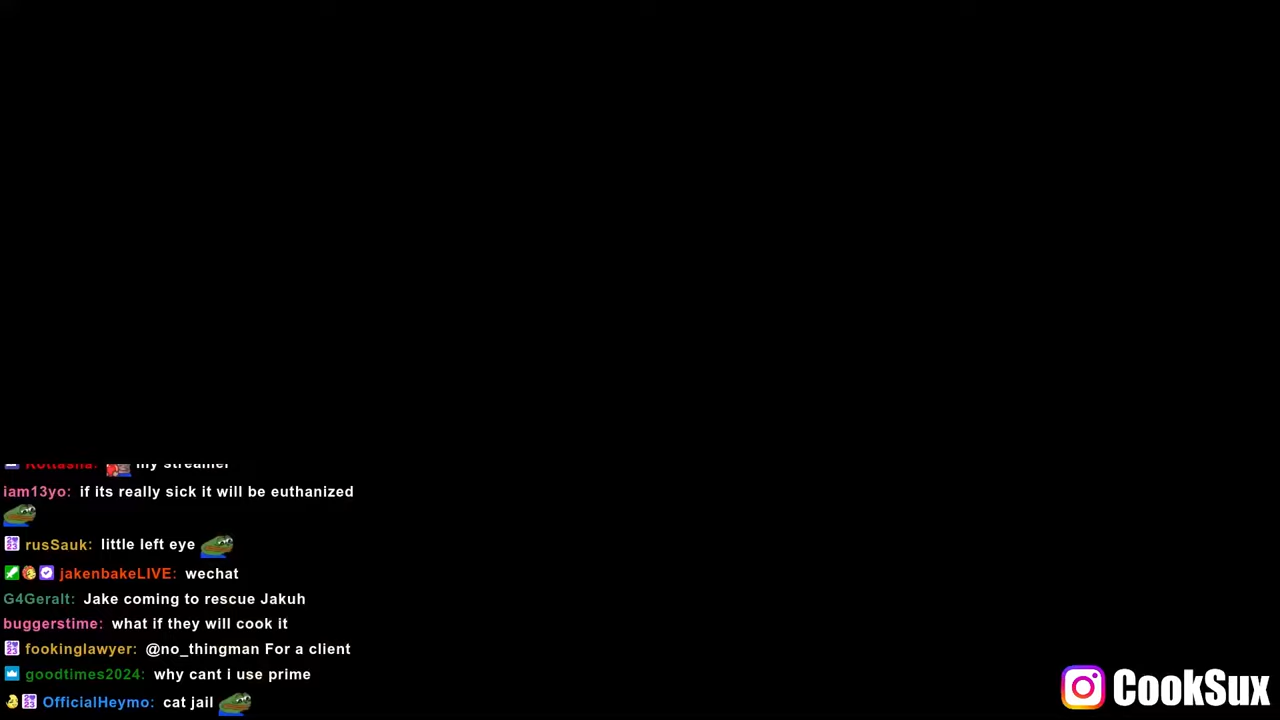 my streamer
iam13yo: if its really sick it will be euthanized
rusSauk: little left eye
jakenbakeLIVE: wechat
G4Geralt: Jake coming to rescue Jakuh
buggerstime: what if they will cook it
fookinglawyer: @no_thingman For a client
goodtimes2024: why cant i use prime
OfficialHeymo: cat jail
CookSux